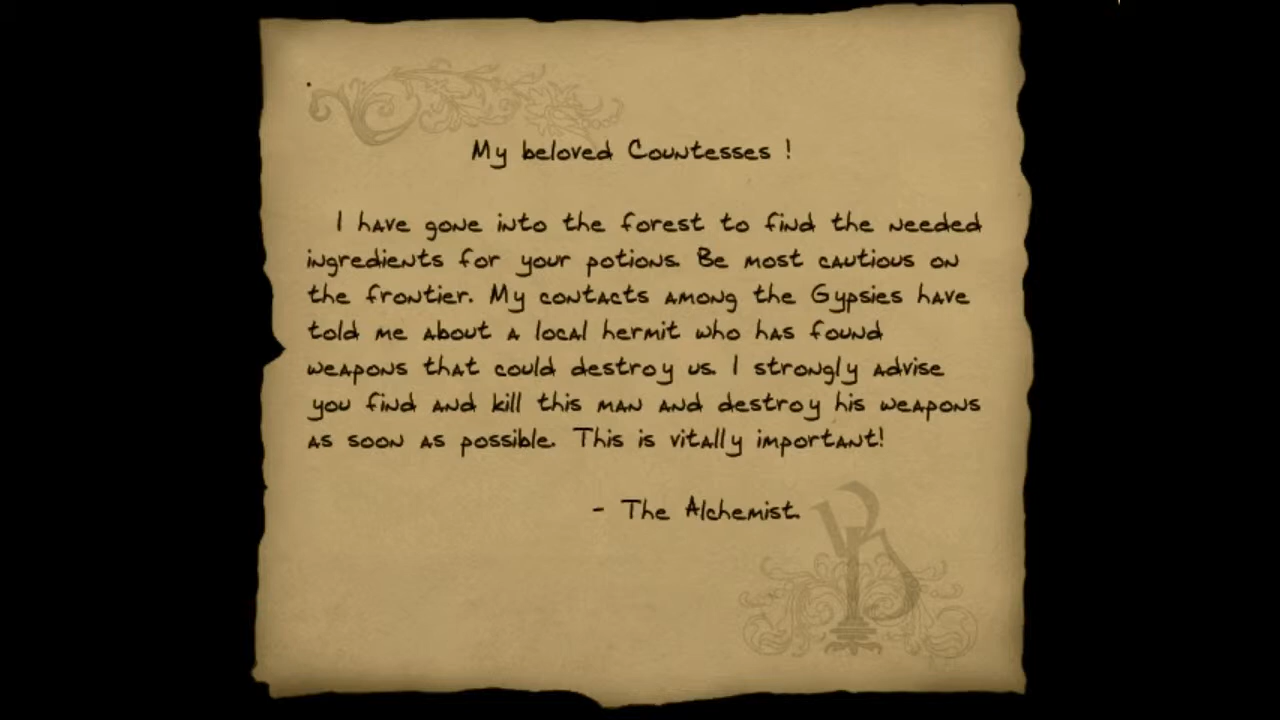 My beloved Countesses !
I have gone into the forest to find the needed
ingredients for your potions. Be most cautious on
the frontier. My contacts among the Gypsies have
told me about a local hermit who has found
weapons that could destroy us. I strongly advise
you find and kill this man and destroy his weapons
as soon as possible. This is vitally important!
- The Alchemist.